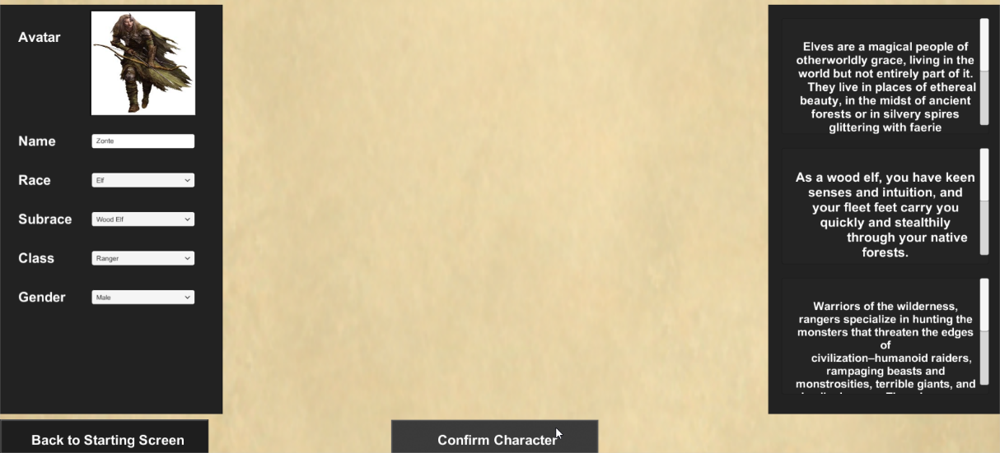 Avatar
Name
Zonte
Race
Elf
Subrace
Wood Elf
Class
Ranger
Gender
Male
Back to Starting Screen
Confirm Character
Elves are a magical people of
otherworldly grace, living in the
world but not entirely part of it.
They live in places of ethereal
beauty, in the midst of ancient
forests or in silvery spires
glittering with faerie
As a wood elf, you have keen
senses and intuition, and
your fleet feet carry you
quickly and stealthily
through your native
forests.
Warriors of the wilderness,
rangers specialize in hunting the
monsters that threaten the edges
of
civilization–humanoid raiders,
rampaging beasts and
monstrosities, terrible giants, and